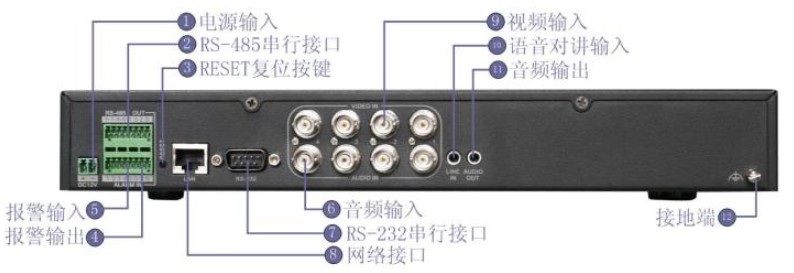 ① 电源输入
② RS-485串行接口
③ RESET复位按键
⑨ 视频输入
⑩ 语音对讲输入
⑪ 音频输出
VIDEO IN
RS-485 OUT
RESET
DC12V
ALARM IN
LAN
RS-232
AUDIO IN
LINE IN
AUDIO OUT
报警输入 ⑤
报警输出 ④
⑥ 音频输入
⑦ RS-232串行接口
⑧ 网络接口
接地端 ⑫